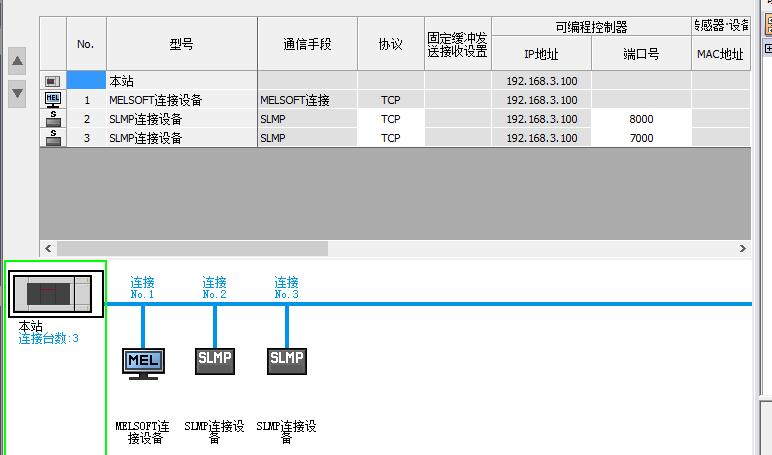 No. 型号 通信手段 协议 固定缓冲发送接收设置 可编程控制器 传感器·设备
IP地址 端口号 MAC地址
本站 192.168.3.100
MEL 1 MELSOFT连接设备 MELSOFT连接 TCP 192.168.3.100
S 2 SLMP连接设备 SLMP TCP 192.168.3.100 8000
S 3 SLMP连接设备 SLMP TCP 192.168.3.100 7000
连接 连接 连接
No.1 No.2 No.3
本站
连接台数:3
MEL SLMP SLMP
MELSOFT连 SLMP连接设 SLMP连接设
接设备 备 备